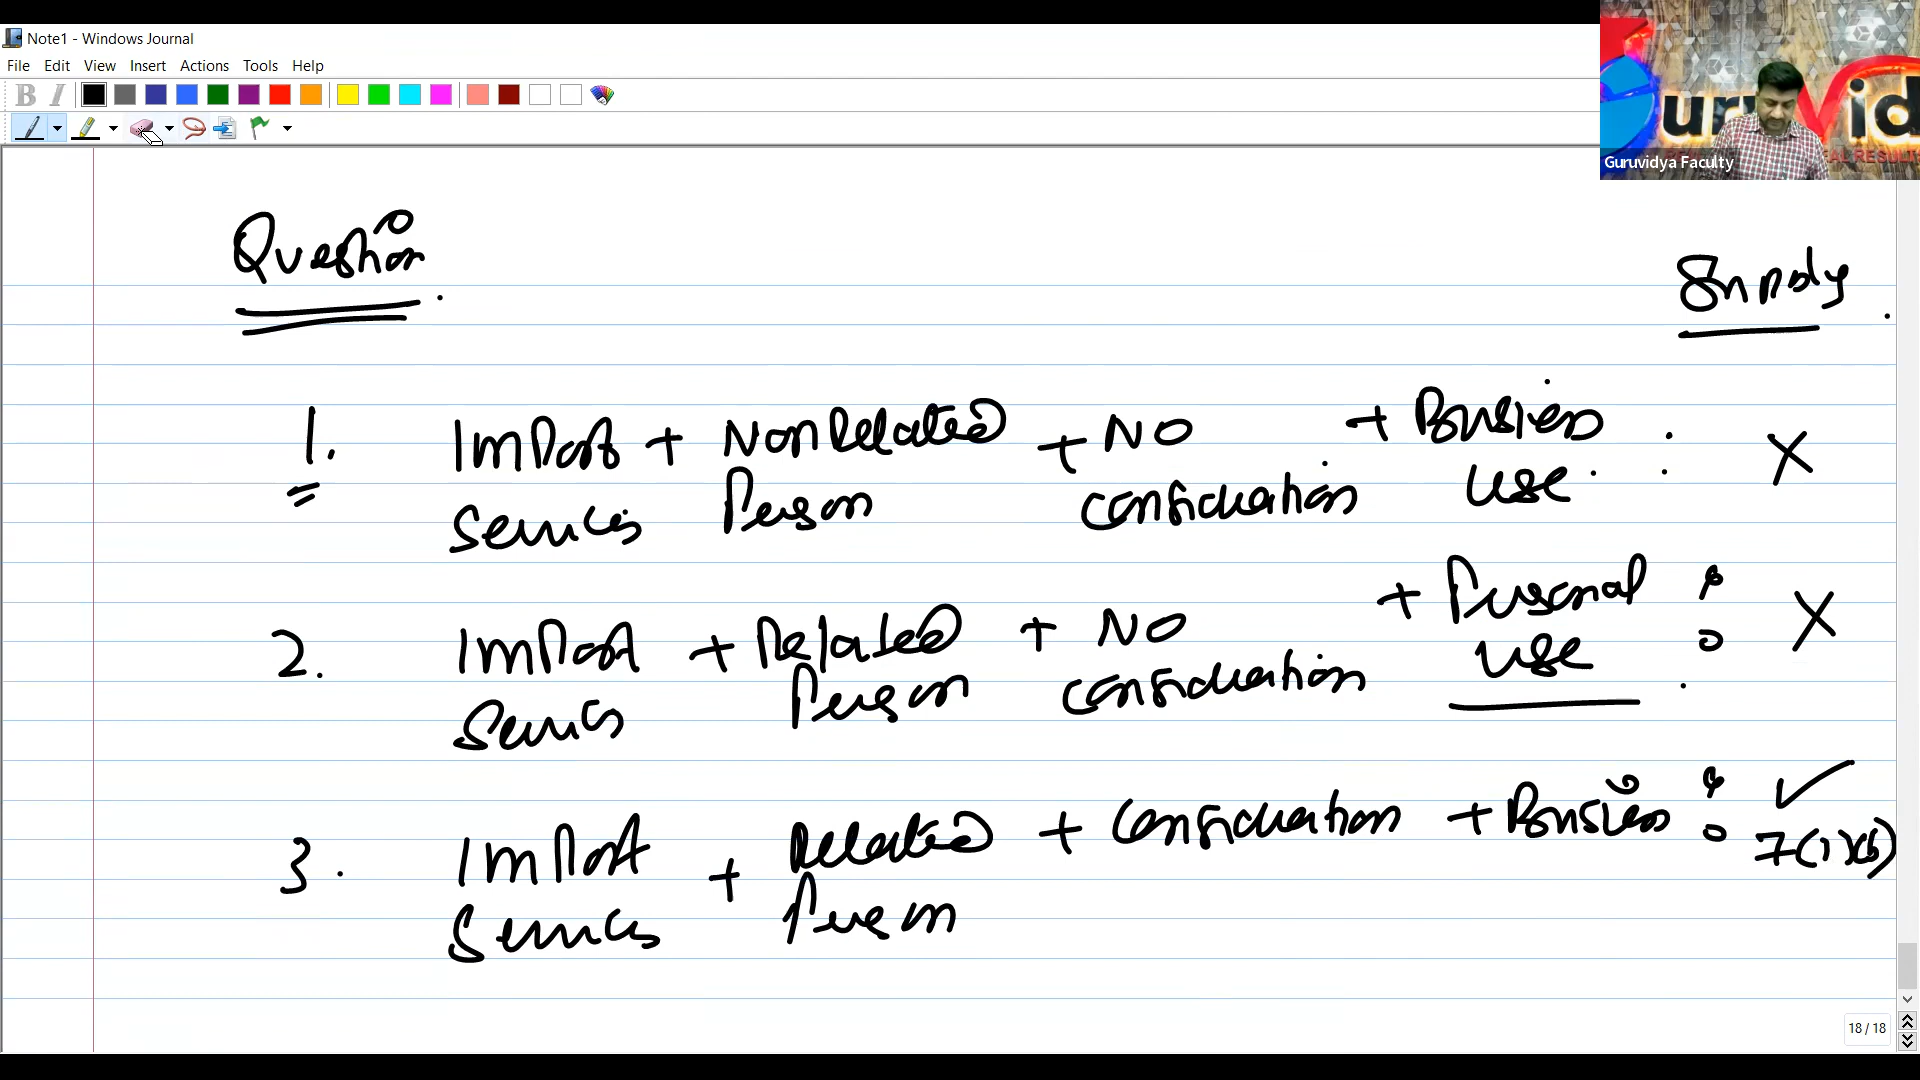 Note1 - Windows Journal
File Edit View Insert Actions Tools Help
B I
Guruvidya Faculty
Question
Supply
1. Import + Non Related + No + Business
Services Person consideration use
X
2. Import + Related + No + Personal
Services Person consideration use
X
3. Import + Related + Consideration + Business
Services Person
7(1)(b)
18 / 18